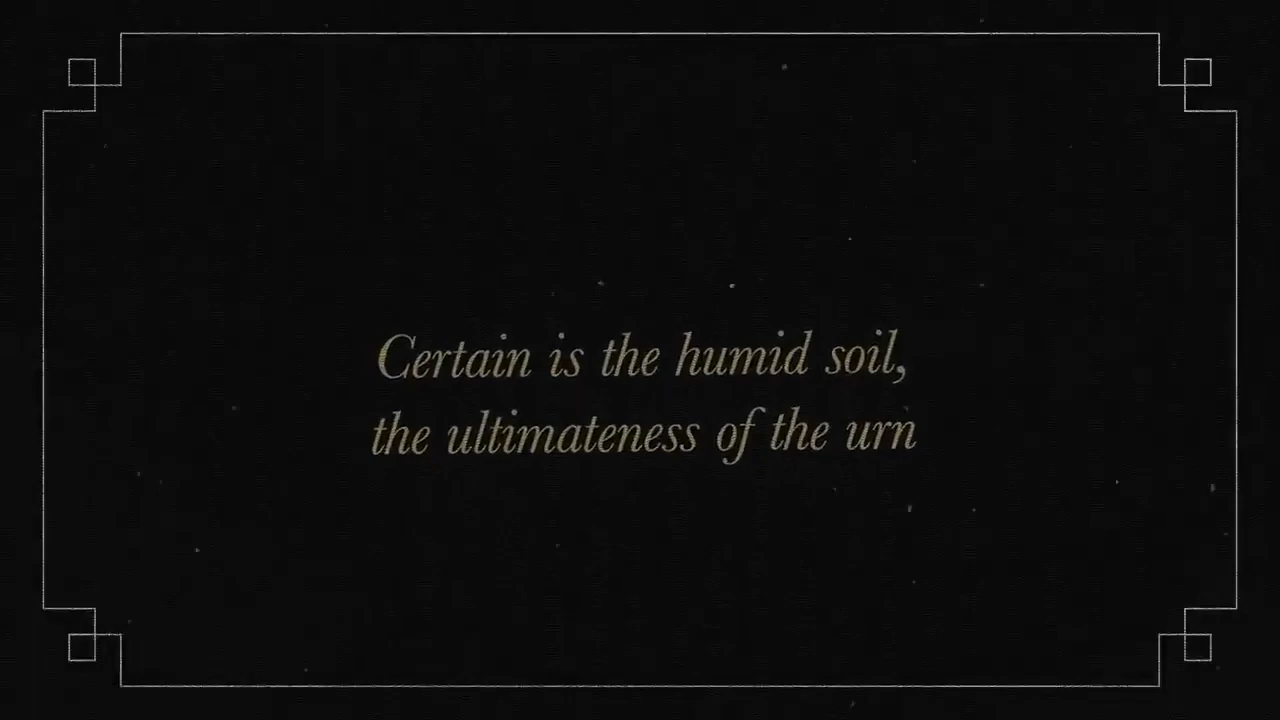 Certain is the humid soil,
the ultimateness of the urn